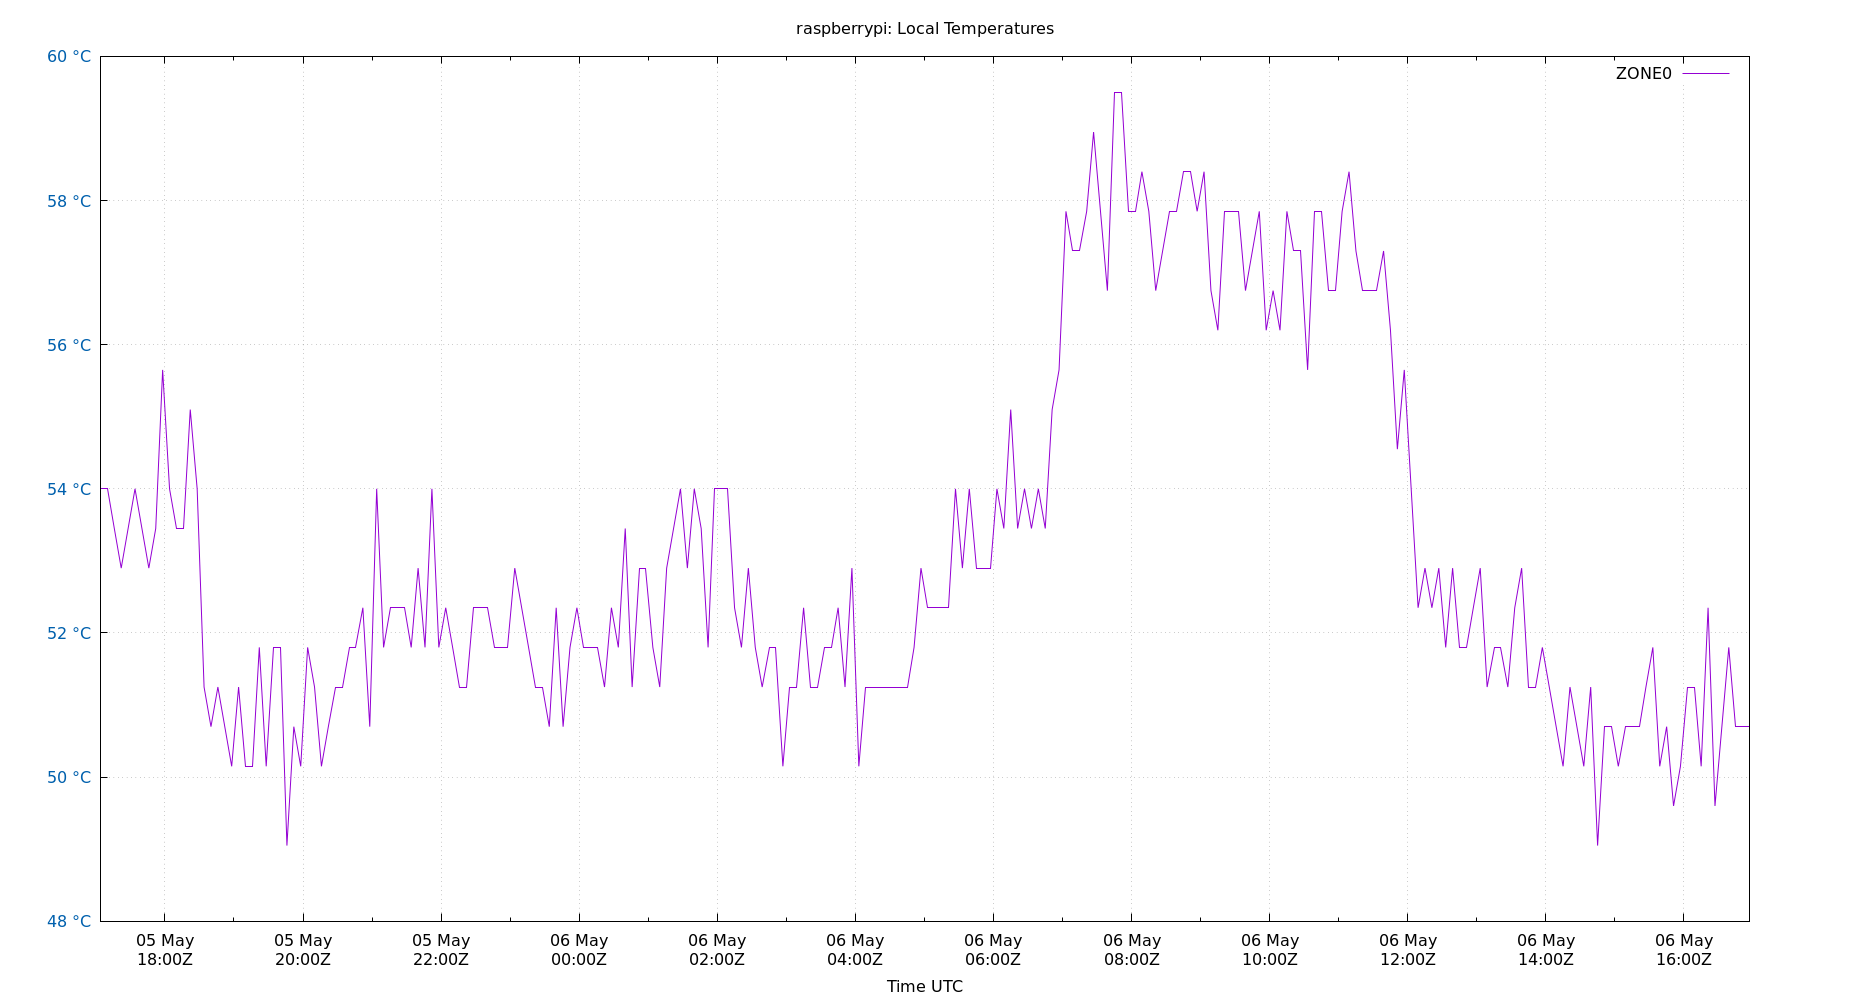 raspberrypi: Local Temperatures
60 °C
ZONE0
58 °C
56 °C
54 °C
52 °C
50 °C
48 °C
05 May 05 May 05 May 06 May 06 May 06 May 06 May 06 May 06 May 06 May 06 May 06 May
18:00Z 20:00Z 22:00Z 00:00Z 02:00Z 04:00Z 06:00Z 08:00Z 10:00Z 12:00Z 14:00Z 16:00Z
Time UTC